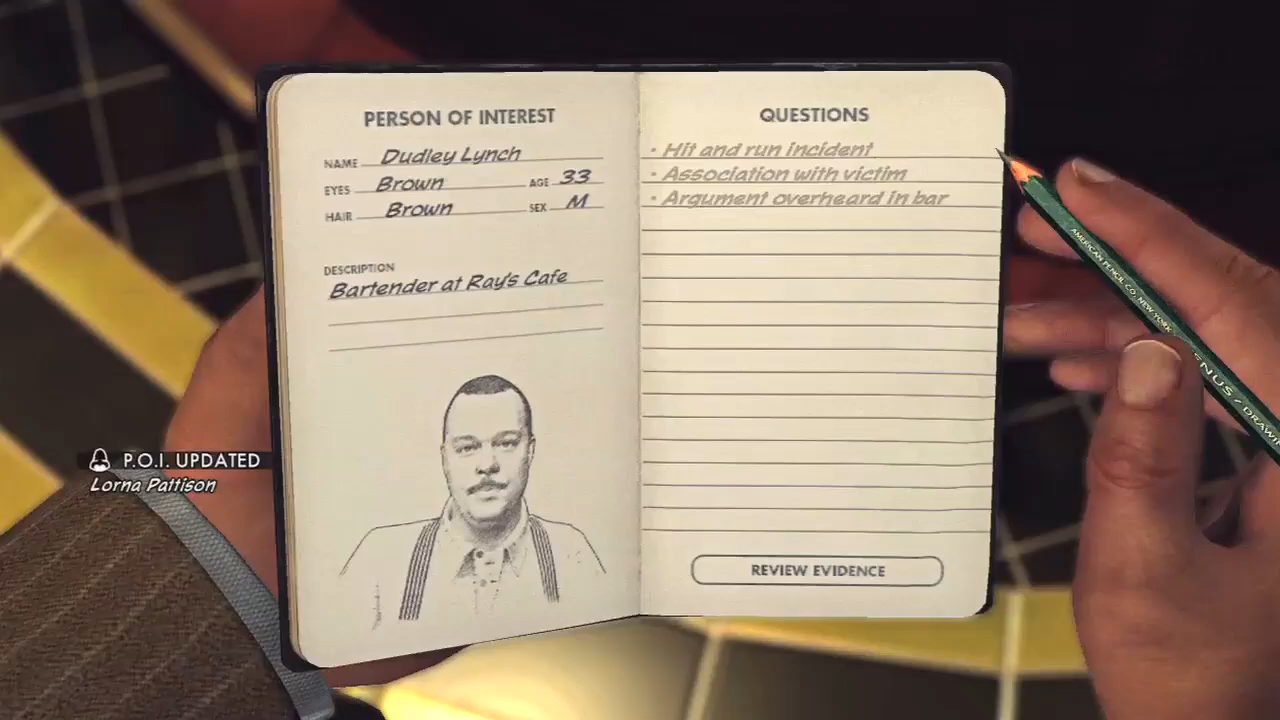 PERSON OF INTEREST
NAME Dudley Lynch
EYES Brown AGE 33
HAIR Brown SEX M
DESCRIPTION
Bartender at Ray's Cafe
QUESTIONS
• Hit and run incident
• Association with victim
• Argument overheard in bar
REVIEW EVIDENCE
P.O.I. UPDATED
Lorna Pattison
AMERICAN PENCIL CO. NEW YORK